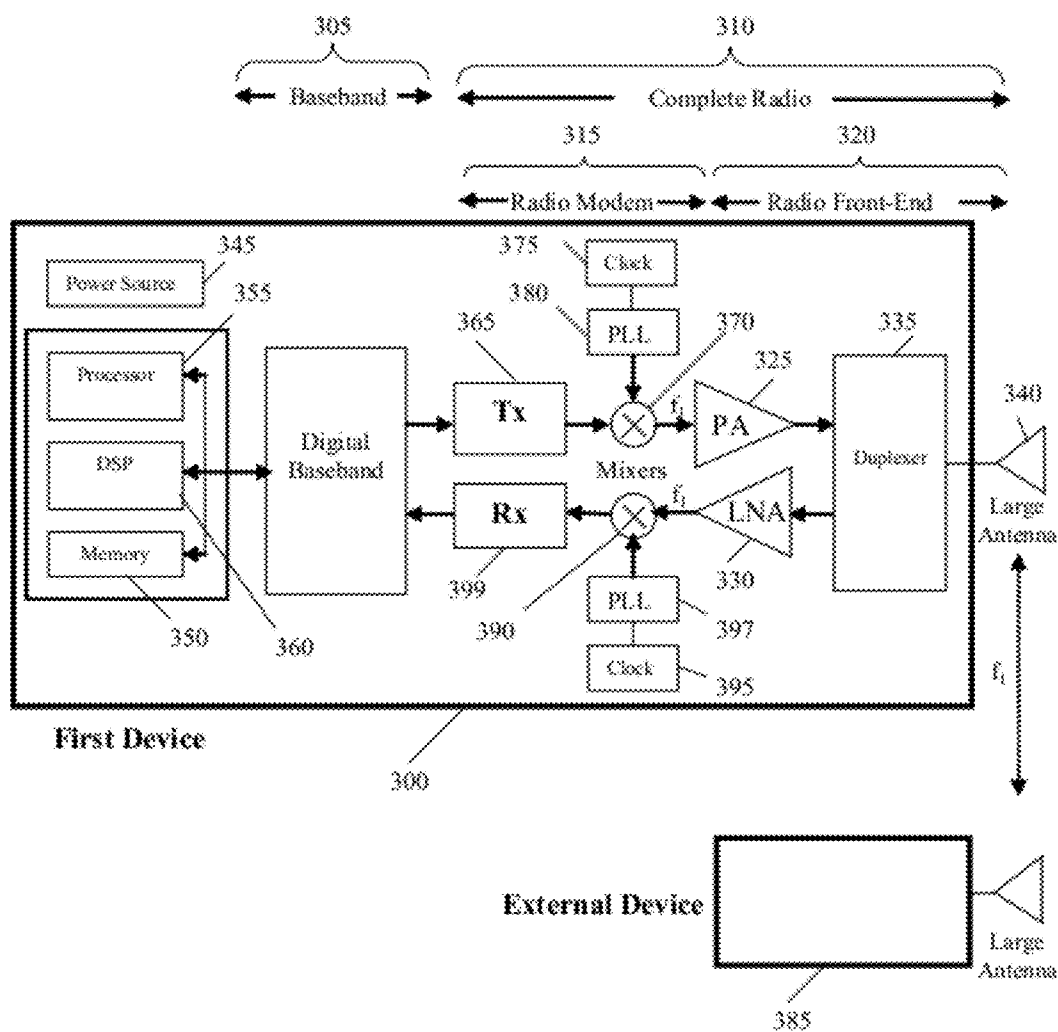 305
310
Baseband
Complete Radio
315
320
Radio Modem
Radio Front-End
375
Clock
345
Power Source
355
380
PLL
365
370
325
335
340
Processor
Tx
f1
PA
Digital
Baseband
DSP
Mixers
Duplexer
Large
Antenna
Rx
f1
LNA
Memory
399
330
350
360
390
PLL
397
Clock
395
f1
First Device
300
External Device
Large
Antenna
385